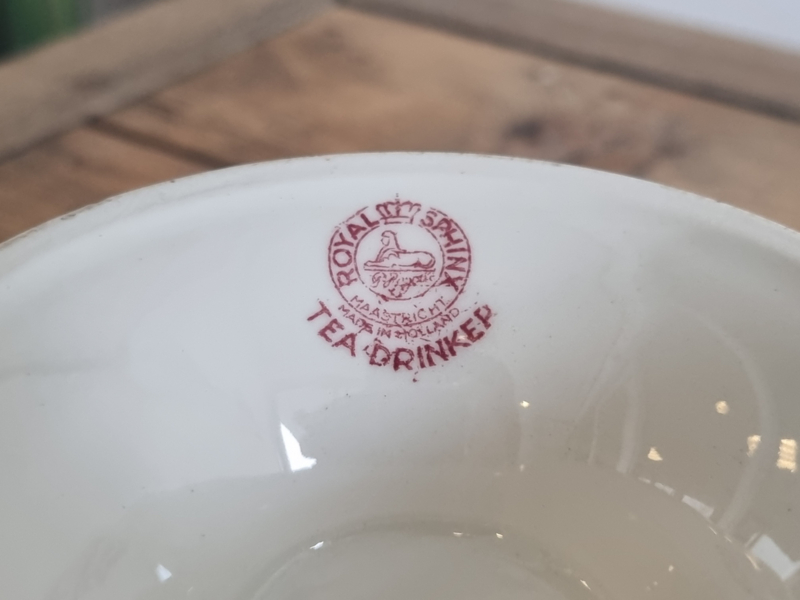 ROYAL SPHINX
P. Regout
MAASTRICHT
MADE IN HOLLAND
TEA DRINKER